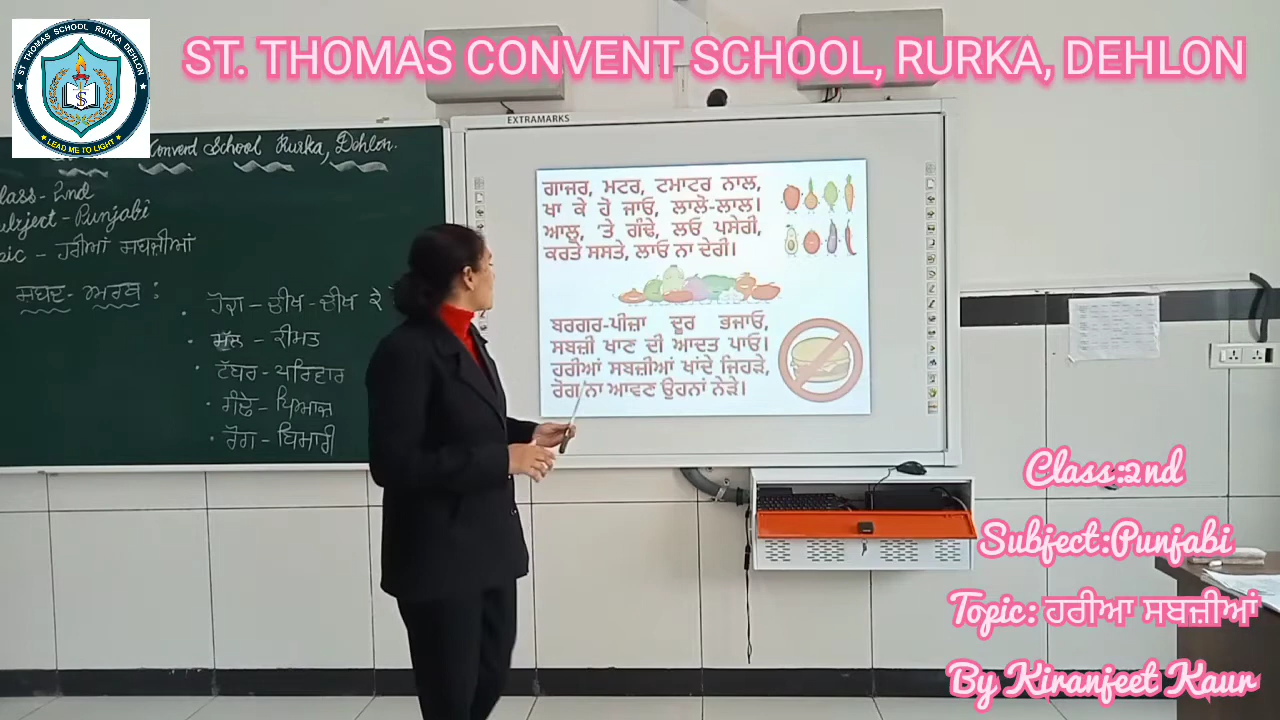 ST. THOMAS CONVENT SCHOOL, RURKA, DEHLON
ST THOMAS SCHOOL RURKA DEHLON
LEAD ME TO LIGHT
Convent School Rurka, Dehlon.
lass - 2nd
ubject - Punjabi
pic - ਹਰੀਆਂ ਸਬਜ਼ੀਆਂ
ਸ਼ਬਦ - ਅਰਥ :
ਹੋਕਾ - ਚੀਖ - ਚੀਖ ਕੇ
ਮੁੱਲ - ਕੀਮਤ
ਟੱਬਰ - ਪਰਿਵਾਰ
ਗੰਢੇ - ਪਿਆਜ਼
ਰੋਗ - ਬਿਮਾਰੀ
EXTRAMARKS
ਗਾਜਰ, ਮਟਰ, ਟਮਾਟਰ ਨਾਲ,
ਖਾ ਕੇ ਹੋ ਜਾਓ, ਲਾਲੋ-ਲਾਲ।
ਆਲੂ, 'ਤੇ ਗੰਢੇ, ਲਓ ਪਸੇਰੀ,
ਕਰਤੇ ਸਸਤੇ, ਲਾਓ ਨਾ ਦੇਰੀ।
ਬਰਗਰ-ਪੀਜ਼ਾ ਦੂਰ ਭਜਾਓ,
ਸਬਜ਼ੀ ਖਾਣ ਦੀ ਆਦਤ ਪਾਓ।
ਹਰੀਆਂ ਸਬਜ਼ੀਆਂ ਖਾਂਦੇ ਜਿਹੜੇ,
ਰੋਗ ਨਾ ਆਵਣ ਉਹਨਾਂ ਨੇੜੇ।
Class:2nd
Subject:Punjabi
Topic: ਹਰੀਆ ਸਬਜ਼ੀਆਂ
By Kiranjeet Kaur